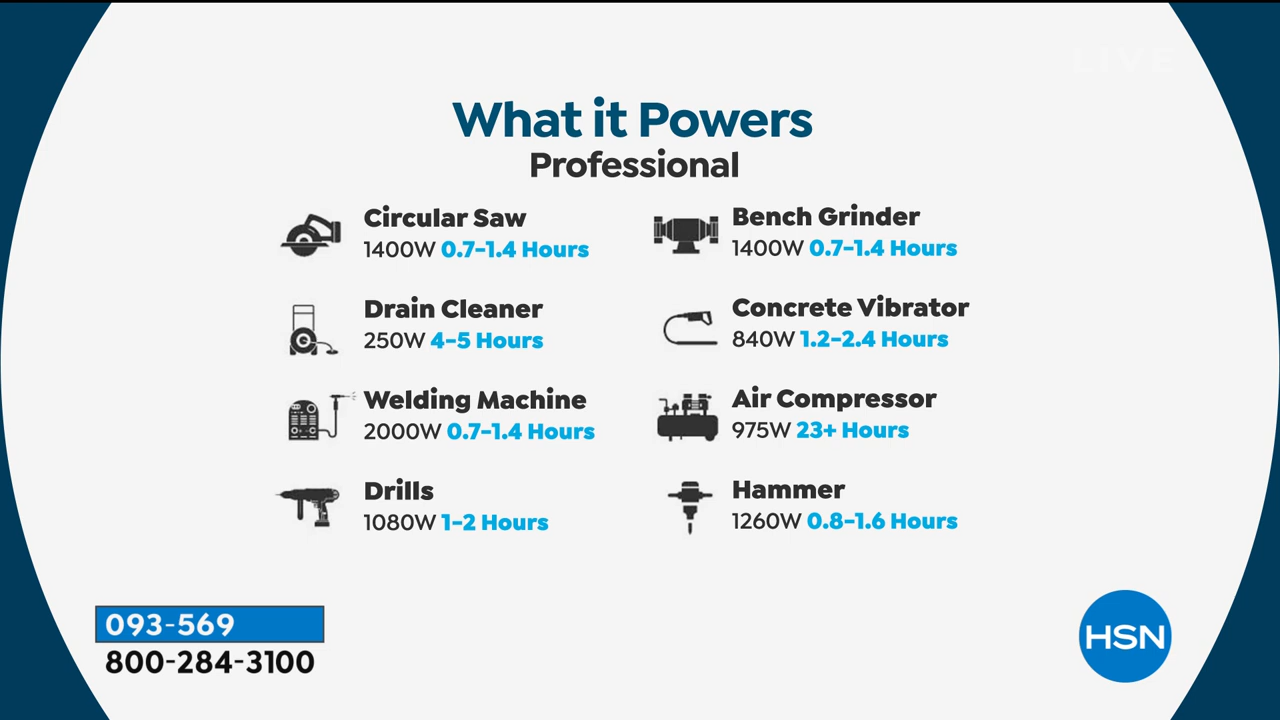 LIVE
What it Powers
Professional
Circular Saw
1400W 0.7-1.4 Hours
Bench Grinder
1400W 0.7-1.4 Hours
Drain Cleaner
250W 4-5 Hours
Concrete Vibrator
840W 1.2-2.4 Hours
Welding Machine
2000W 0.7-1.4 Hours
Air Compressor
975W 23+ Hours
Drills
1080W 1-2 Hours
Hammer
1260W 0.8-1.6 Hours
093-569
800-284-3100
HSN